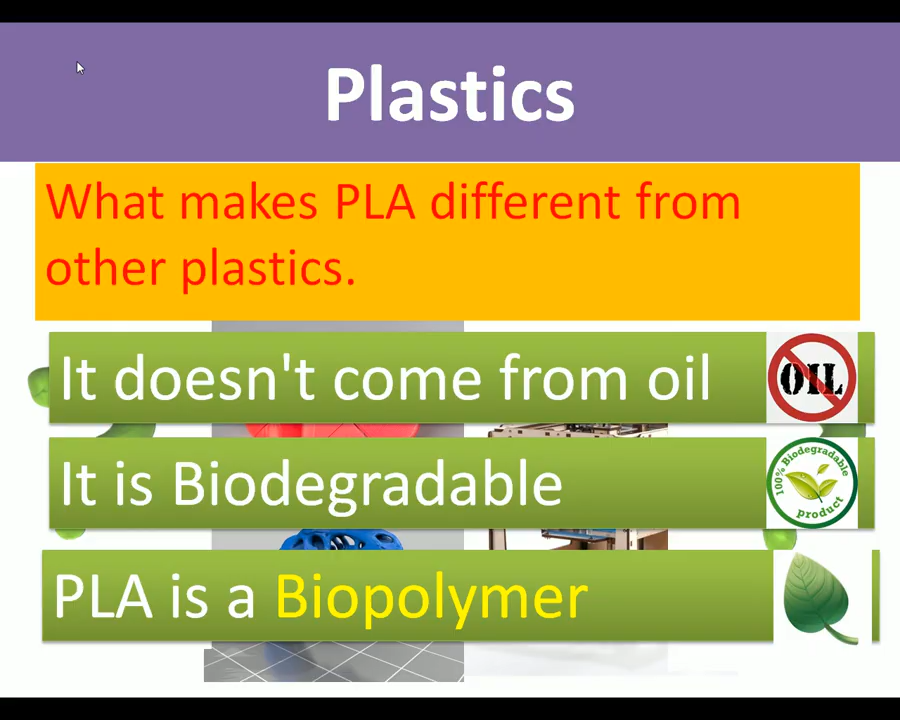 Plastics
What makes PLA different from
other plastics.
It doesn't come from oil
OIL
It is Biodegradable
100% Biodegradable
product
PLA is a Biopolymer